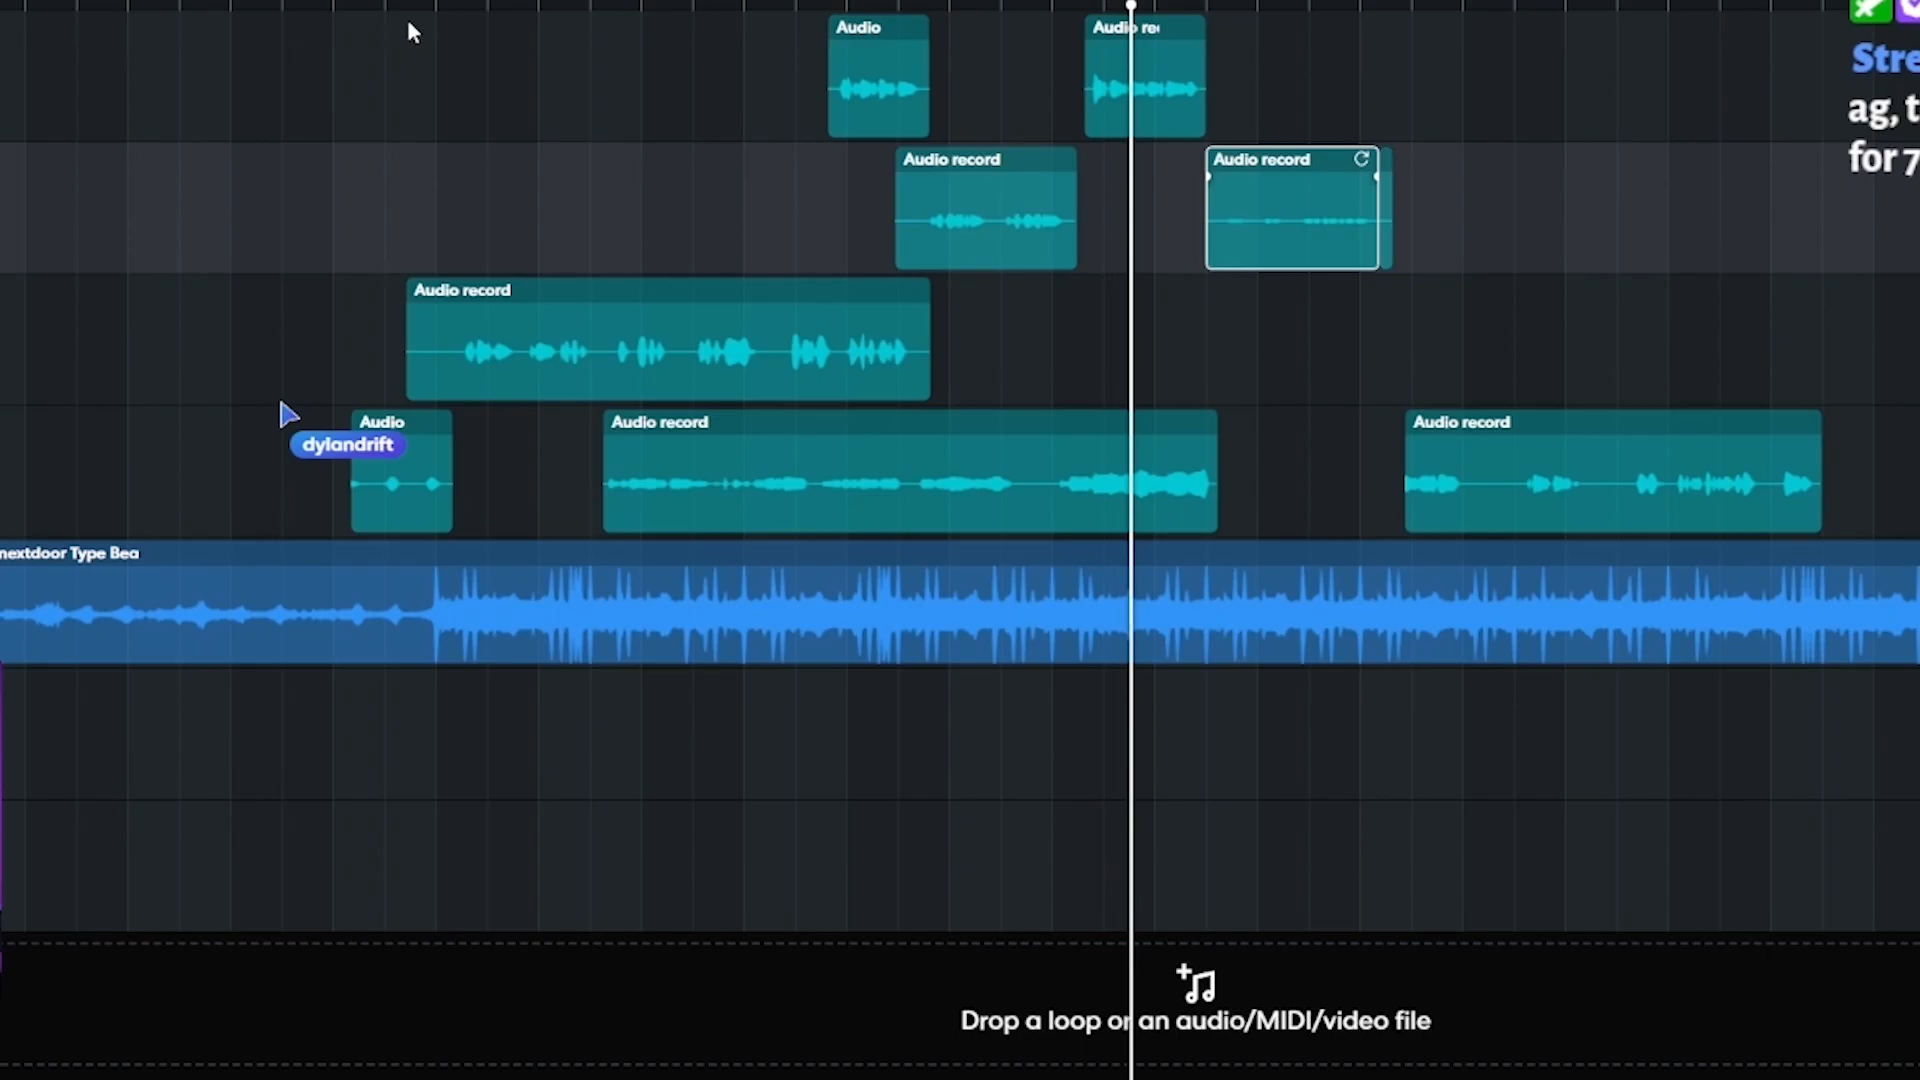 Audio
Audio rec
Stre
ag, t
for 7
Audio record
Audio record
Audio record
Audio
dylandrift
Audio record
Audio record
nextdoor Type Bea
Drop a loop or an audio/MIDI/video file